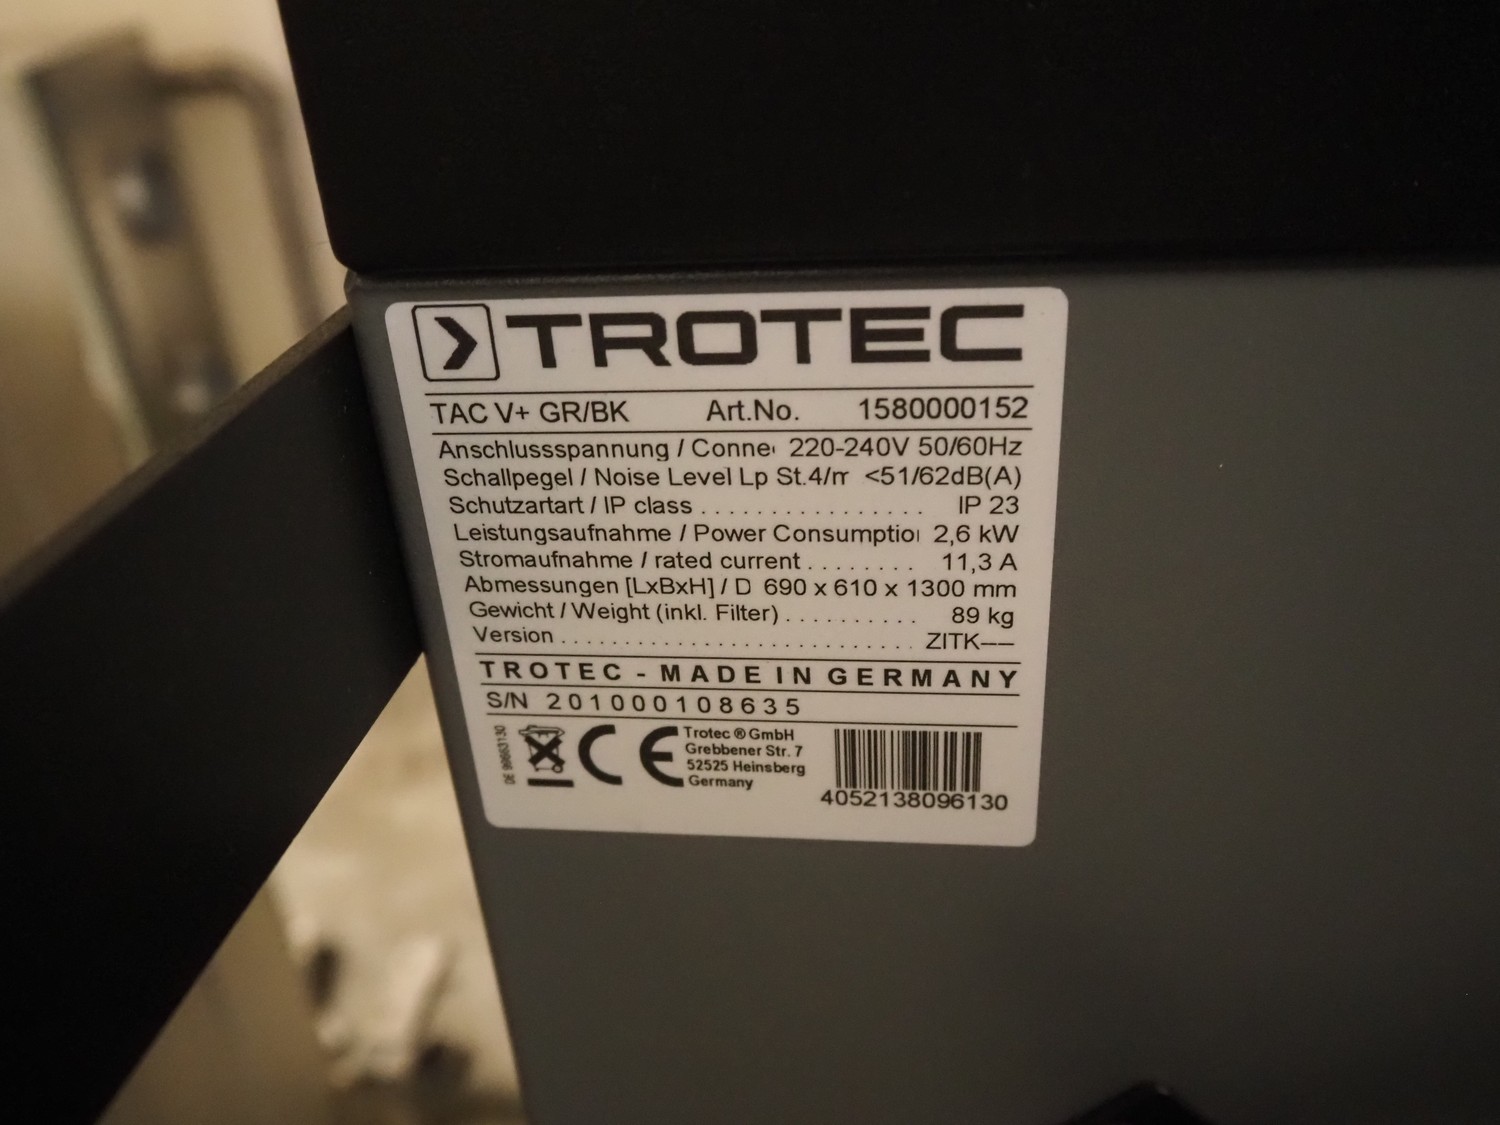 TROTEC
TAC V+ GR/BK Art.No. 1580000152
Anschlussspannung / Conne 220-240V 50/60Hz
Schallpegel / Noise Level Lp St.4/m <51/62dB(A)
Schutzartart / IP class . . . . . . . . . . . . . . . . IP 23
Leistungsaufnahme / Power Consumptio 2,6 kW
Stromaufnahme / rated current . . . . . . . . 11,3 A
Abmessungen [LxBxH] / D 690 x 610 x 1300 mm
Gewicht / Weight (inkl. Filter) . . . . . . . . . . 89 kg
Version . . . . . . . . . . . . . . . . . . . . . . . . . . . ZITK----
TROTEC - MADE IN GERMANY
S/N 201000108635
DE 99663130
CE
Trotec ® GmbH
Grebbener Str. 7
52525 Heinsberg
Germany
4052138096130